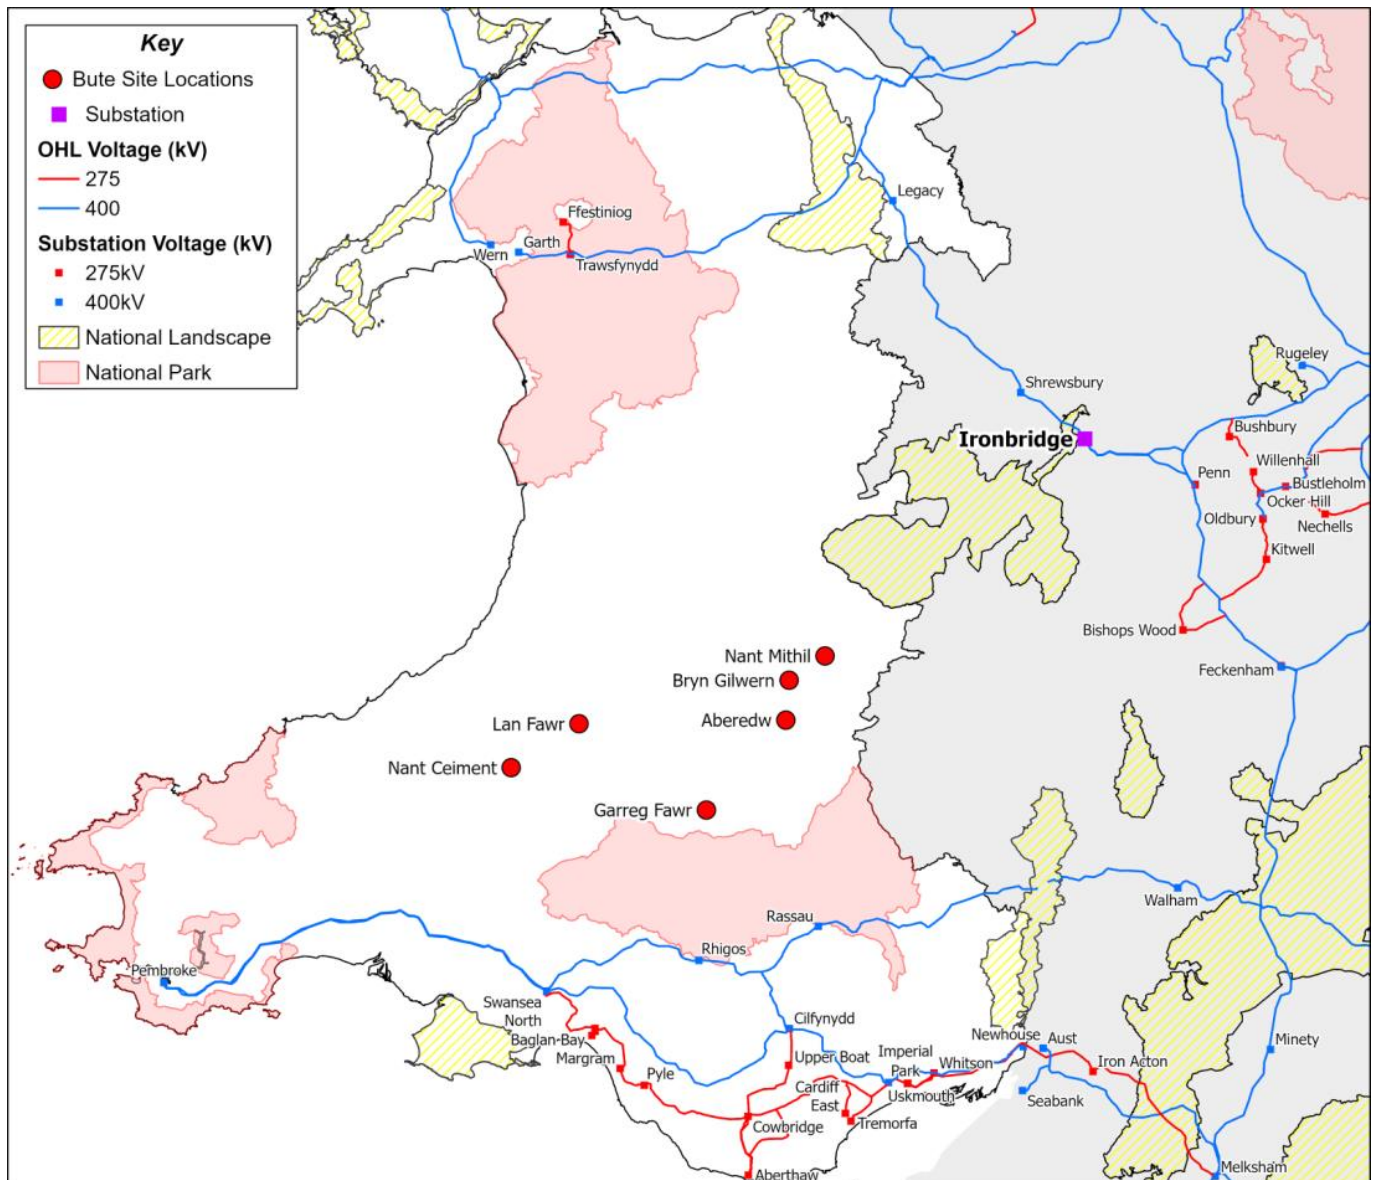 Key
Bute Site Locations
Substation
OHL Voltage (kV)
275
400
Substation Voltage (kV)
275kV
400kV
National Landscape
National Park
Legacy
Ffestiniog
Garth
Wern
Trawsfynydd
Rugeley
Shrewsbury
Ironbridge
Bushbury
Willenhall
Penn
Bustleholm
Ocker Hill
Oldbury
Nechells
Kitwell
Bishops Wood
Nant Mithil
Feckenham
Bryn Gilwern
Lan Fawr
Aberedw
Nant Ceiment
Garreg Fawr
Walham
Rassau
Rhigos
Pembroke
Swansea
North
Cilfynydd
Baglan-Bay
Newhouse
Aust
Minety
Margram
Upper Boat
Imperial
Park
Whitson
Iron Acton
Pyle
Cardiff
East
Uskmouth
Seabank
Cowbridge
Tremorfa
Aberthaw
Melksham